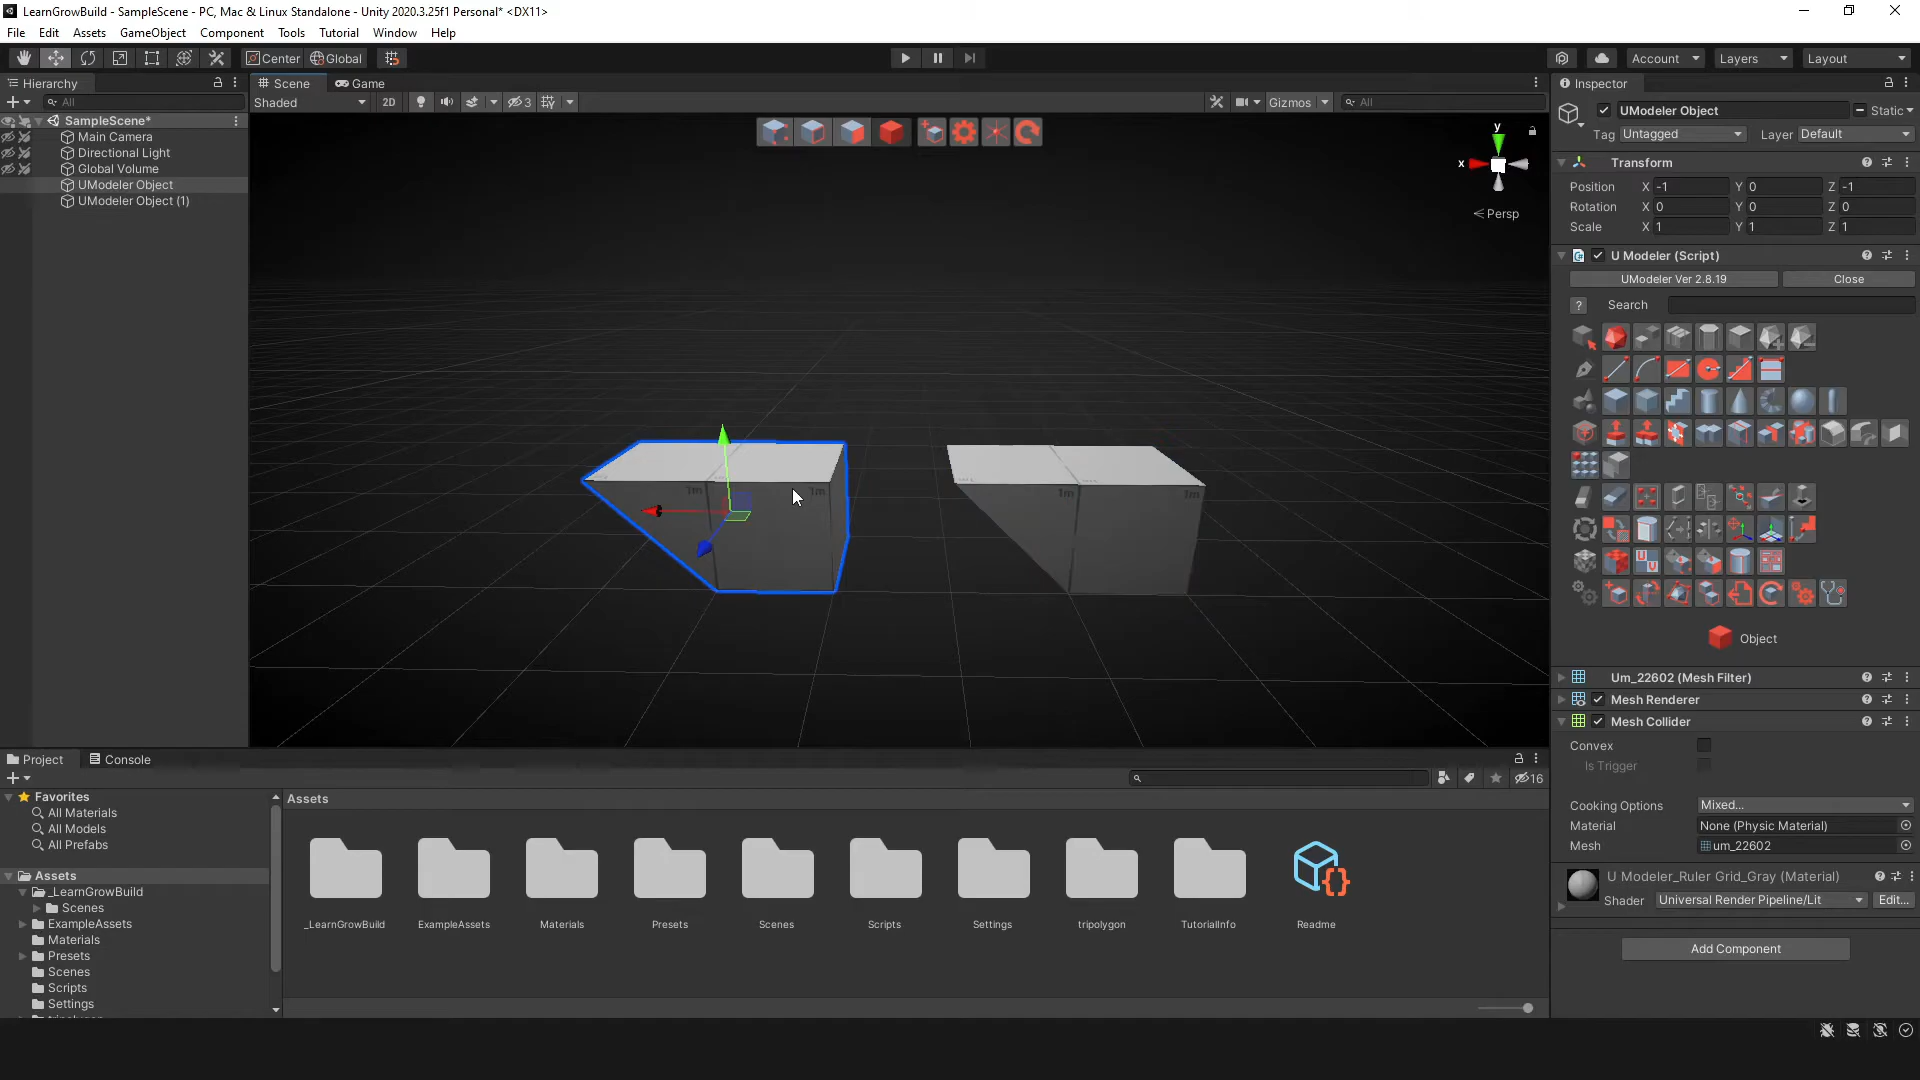 LearnGrowBuild - SampleScene - PC, Mac & Linux Standalone - Unity 2020.3.25f1 Personal* <DX11>
File Edit Assets GameObject Component Tools Tutorial Window Help
Center Global Account Layers Layout
Hierarchy
All
SampleScene*
Main Camera
Directional Light
Global Volume
UModeler Object
UModeler Object (1)
Scene Game
Shaded 2D 3 Gizmos All
y
x
Persp
1m 1m 1m 1m
Inspector
UModeler Object Static
Tag Untagged Layer Default
Transform
Position X -1 Y 0 Z -1
Rotation X 0 Y 0 Z 0
Scale X 1 Y 1 Z 1
U Modeler (Script)
UModeler Ver 2.8.19 Close
? Search
Object
Um_22602 (Mesh Filter)
Mesh Renderer
Mesh Collider
Convex
Is Trigger
Cooking Options Mixed...
Material None (Physic Material)
Mesh um_22602
U Modeler_Ruler Grid_Gray (Material)
Shader Universal Render Pipeline/Lit Edit...
Add Component
Project Console
16
Favorites
All Materials
All Models
All Prefabs
Assets
_LearnGrowBuild
Scenes
ExampleAssets
Materials
Presets
Scenes
Scripts
Settings
Assets
_LearnGrowBuild ExampleAssets Materials Presets Scenes Scripts Settings tripolygon TutorialInfo Readme